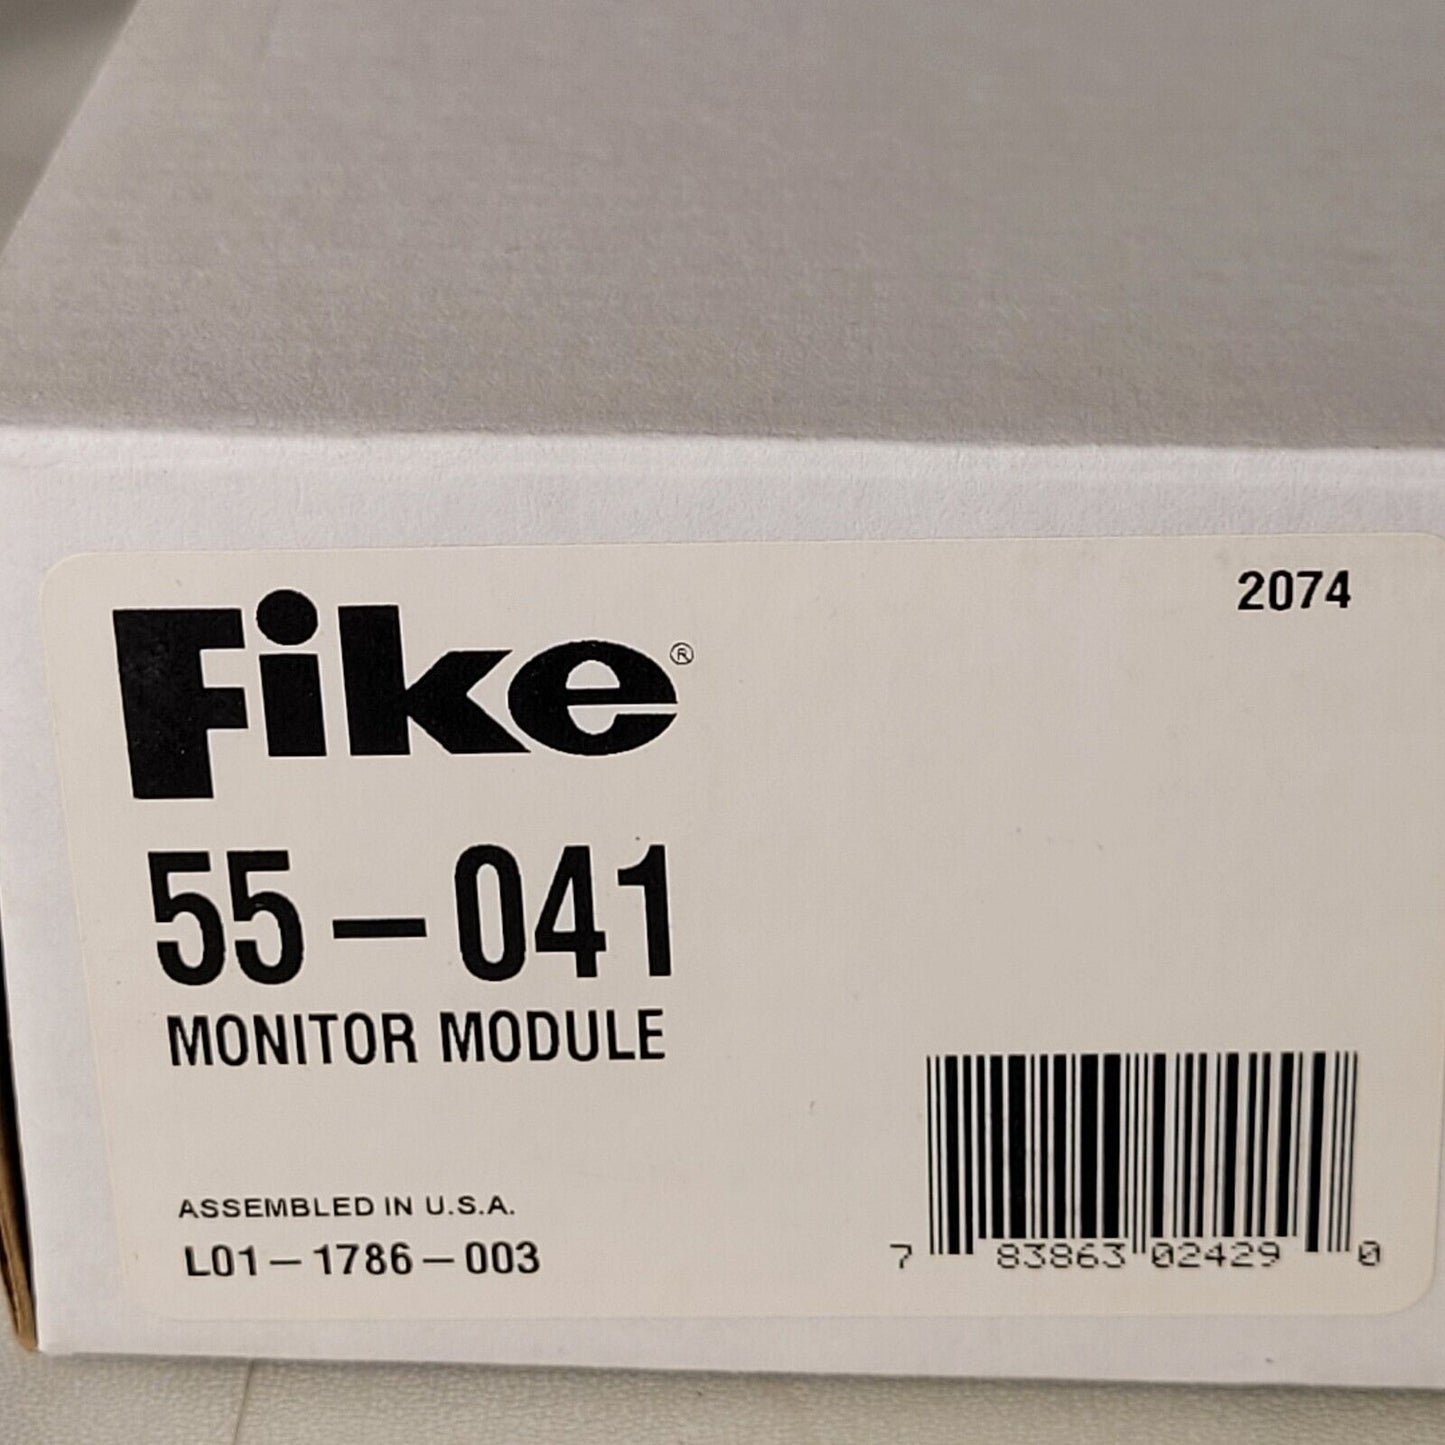 2074
Fike®
55-041
MONITOR MODULE
ASSEMBLED IN U.S.A.
L01-1786-003
7 83863 02429 0